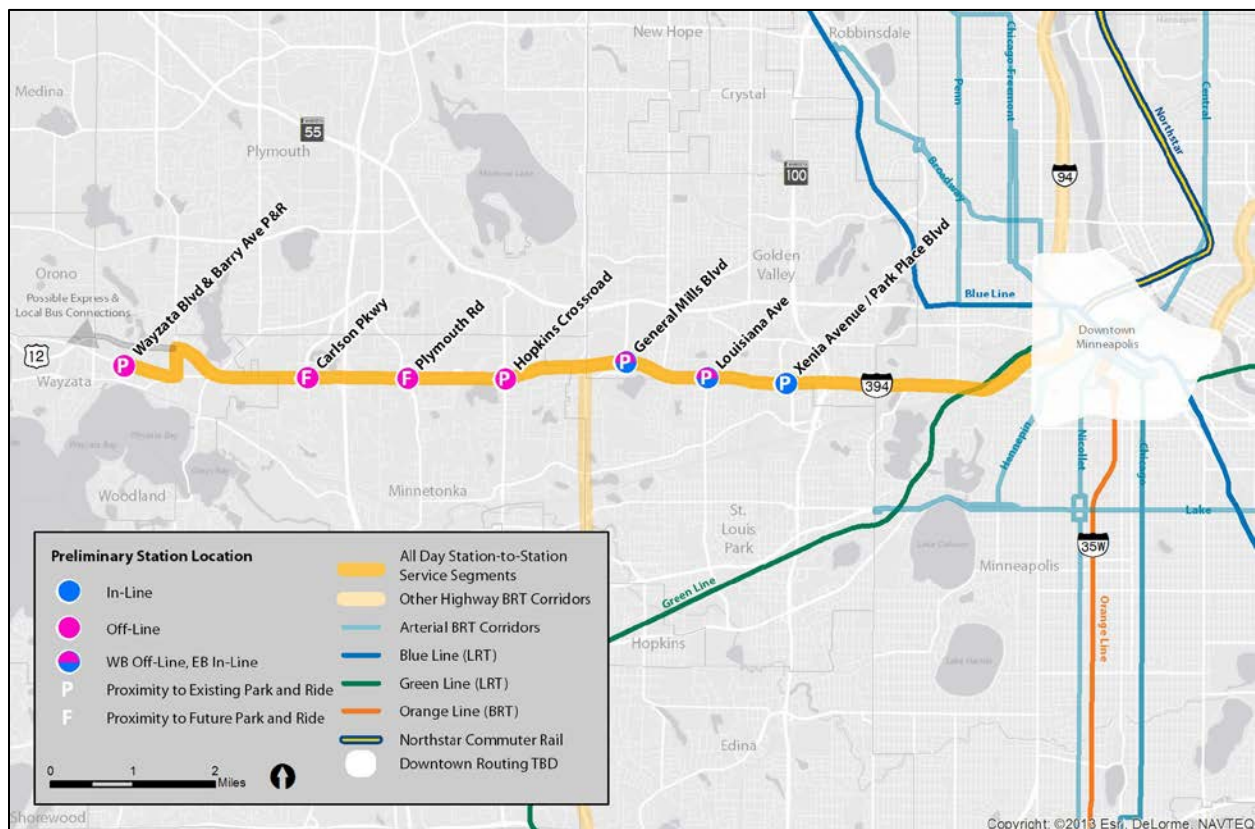 New Hope
Robbinsdale
Medina
Crystal
55
Plymouth
Medicine Lake
100
94
Penn
Chicago-Fremont
Central
Northstar
Broadway
Golden
Valley
Orono
Possible Express &
Local Bus Connections
12
Wayzata
P
Wayzata Blvd & Barry Ave P&R
F
Carlson Pkwy
F
Plymouth Rd
P
Hopkins Crossroad
P
General Mills Blvd
P
Louisiana Ave
P
Xenia Avenue / Park Place Blvd
394
Blue Line
Downtown
Minneapolis
Woodland
Minnetonka
St.
Louis
Park
Hennepin
Nicollet
Chicago
Lake
35W
Minneapolis
Green Line
Orange Line
Hopkins
Lake Calhoun
Lake Harriet
Edina
Shorewood
Preliminary Station Location
In-Line
Off-Line
WB Off-Line, EB In-Line
P Proximity to Existing Park and Ride
F Proximity to Future Park and Ride
0 1 2
Miles
All Day Station-to-Station
Service Segments
Other Highway BRT Corridors
Arterial BRT Corridors
Blue Line (LRT)
Green Line (LRT)
Orange Line (BRT)
Northstar Commuter Rail
Downtown Routing TBD
Copyright: ©2013 Esri, DeLorme, NAVTEQ